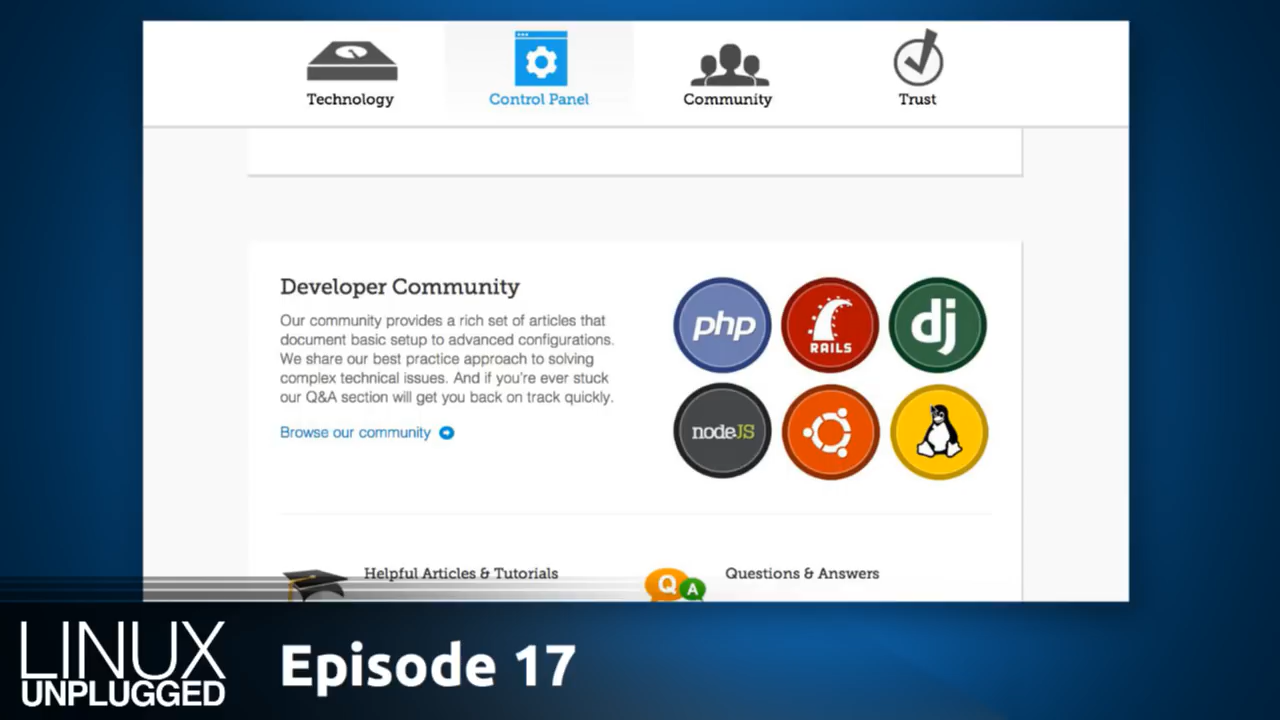 Technology
Control Panel
Community
Trust
Developer Community
Our community provides a rich set of articles that
document basic setup to advanced configurations.
We share our best practice approach to solving
complex technical issues. And if you're ever stuck
our Q&A section will get you back on track quickly.
Browse our community
php
RAILS
dj
nodeJS
Helpful Articles & Tutorials
Q A
Questions & Answers
LINUX
UNPLUGGED
Episode 17